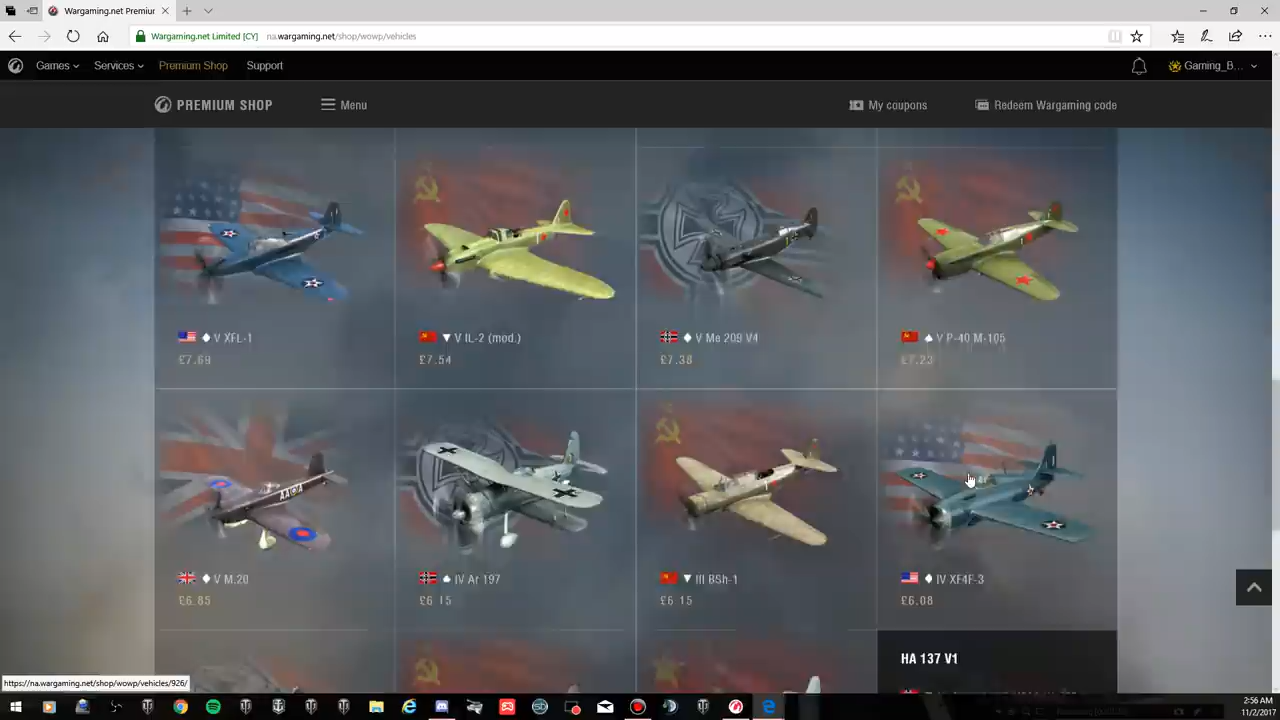 Wargaming.net Premiur
Wargaming.net Limited [CY]
na.wargaming.net/shop/wowp/vehicles
Games
Services
Premium Shop
Support
Gaming_B...
PREMIUM SHOP
Menu
My coupons
Redeem Wargaming code
V XFL-1
£7.69
V IL-2 (mod.)
£7.54
V Me 209 V4
£7.38
V P-40 M-105
£7.23
AA
V M.20
£6.85
IV Ar 197
£6.15
III BSh-1
£6.15
IV XF4F-3
£6.08
HA 137 V1
https://na.wargaming.net/shop/wowp/vehicles/926/
2:56 AM
11/2/2017